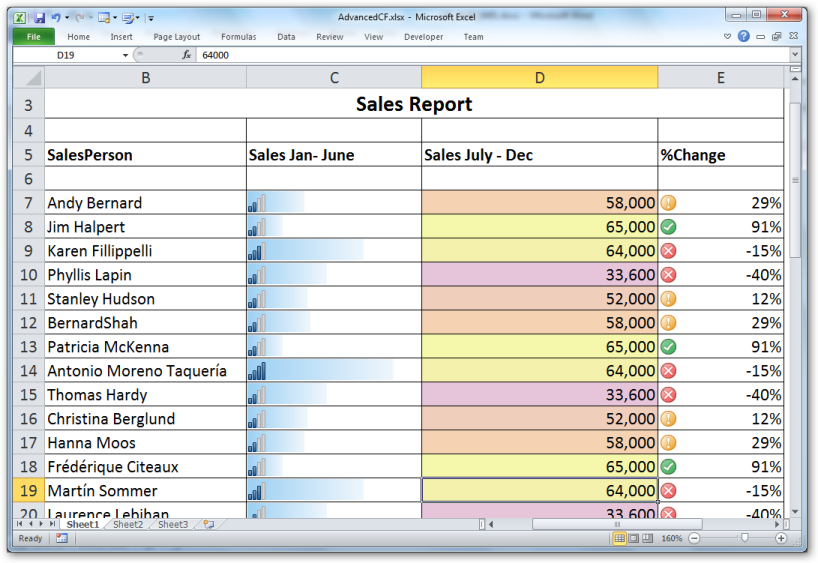 AdvancedCF.xlsx - Microsoft Excel
File Home Insert Page Layout Formulas Data Review View Developer Team
D19 fx 64000
B C D E
3 Sales Report
4
5 SalesPerson Sales Jan- June Sales July - Dec %Change
6
7 Andy Bernard 58,000 29%
8 Jim Halpert 65,000 91%
9 Karen Fillippelli 64,000 -15%
10 Phyllis Lapin 33,600 -40%
11 Stanley Hudson 52,000 12%
12 BernardShah 58,000 29%
13 Patricia McKenna 65,000 91%
14 Antonio Moreno Taquería 64,000 -15%
15 Thomas Hardy 33,600 -40%
16 Christina Berglund 52,000 12%
17 Hanna Moos 58,000 29%
18 Frédérique Citeaux 65,000 91%
19 Martín Sommer 64,000 -15%
20 Laurence Lebihan 33,600 -40%
Sheet1 Sheet2 Sheet3
Ready 160%